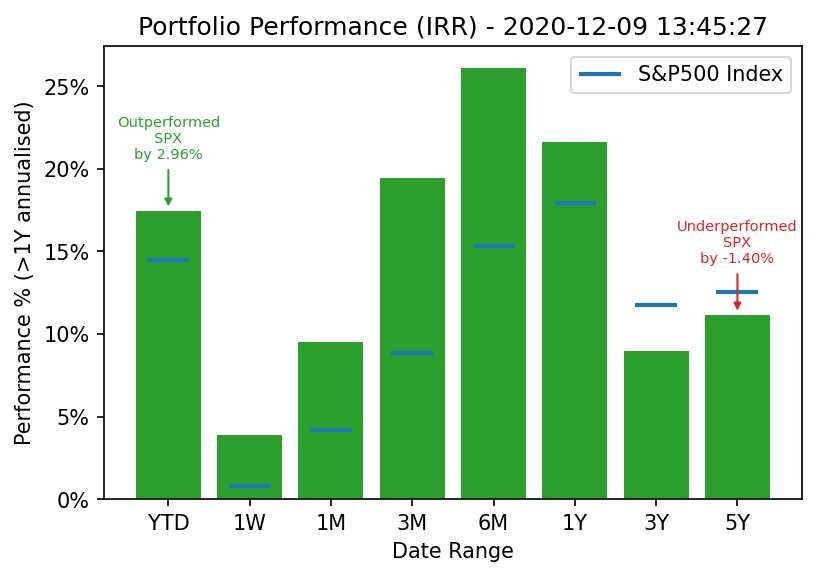 Portfolio Performance (IRR) - 2020-12-09 13:45:27
S&P500 Index
Outperformed
SPX
by 2.96%
Underperformed
SPX
by -1.40%
Performance % (>1Y annualised)
25%
20%
15%
10%
5%
0%
YTD 1W 1M 3M 6M 1Y 3Y 5Y
Date Range